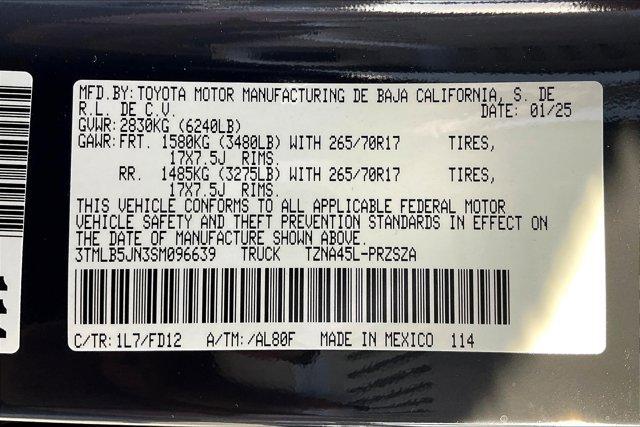 MFD.BY: TOYOTA MOTOR MANUFACTURING DE BAJA CALIFORNIA, S. DE
R.L. DE C.V. DATE: 01/25
GVWR: 2830KG (6240LB)
GAWR: FRT. 1580KG (3480LB) WITH 265/70R17 TIRES,
17X7.5J RIMS.
RR. 1485KG (3275LB) WITH 265/70R17 TIRES,
17X7.5J RIMS.
THIS VEHICLE CONFORMS TO ALL APPLICABLE FEDERAL MOTOR
VEHICLE SAFETY AND THEFT PREVENTION STANDARDS IN EFFECT ON
THE DATE OF MANUFACTURE SHOWN ABOVE.
3TMLB5JN3SM096639 TRUCK TZNA45L-PRZSZA
C/TR: 1L7/FD12 A/TM: /AL80F MADE IN MEXICO 114